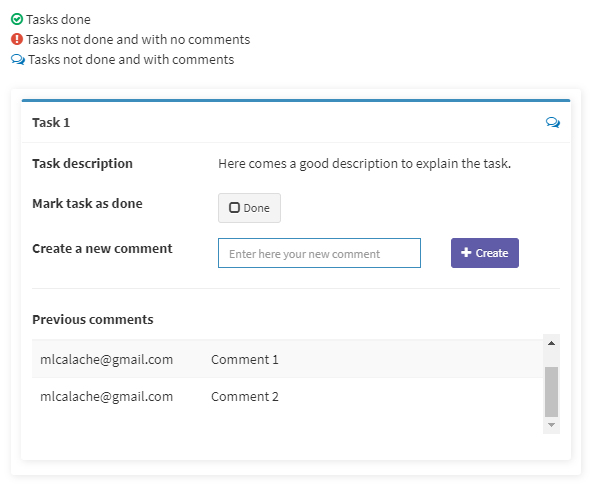 Tasks done
Tasks not done and with no comments
Tasks not done and with comments
Task 1
Task description Here comes a good description to explain the task.
Mark task as done Done
Create a new comment Enter here your new comment Create
Previous comments
mlcalache@gmail.com Comment 1
mlcalache@gmail.com Comment 2